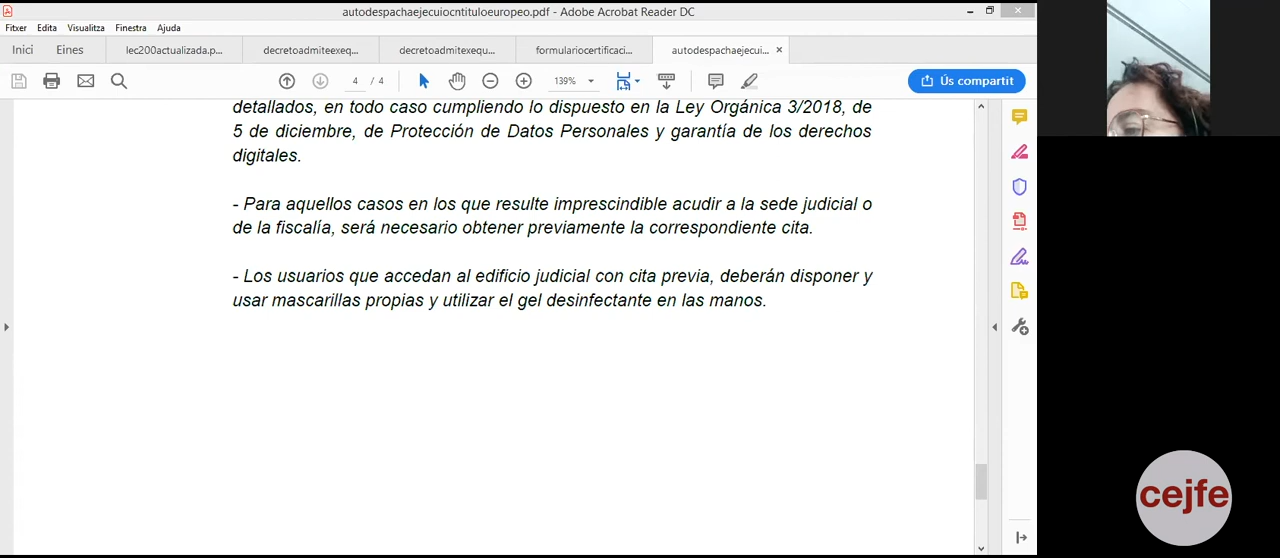 autodespachaejecuiocntituloeuropeo.pdf - Adobe Acrobat Reader DC
Fitxer Edita Visualitza Finestra Ajuda
Inici Eines lec200actualizada.p... decretoadmiteexeq... decretoadmitexequ... formulariocertificaci... autodespachaejecui... ×
4 / 4 139% Ús compartit
detallados, en todo caso cumpliendo lo dispuesto en la Ley Orgánica 3/2018, de
5 de diciembre, de Protección de Datos Personales y garantía de los derechos
digitales.
- Para aquellos casos en los que resulte imprescindible acudir a la sede judicial o
de la fiscalía, será necesario obtener previamente la correspondiente cita.
- Los usuarios que accedan al edificio judicial con cita previa, deberán disponer y
usar mascarillas propias y utilizar el gel desinfectante en las manos.
cejfe